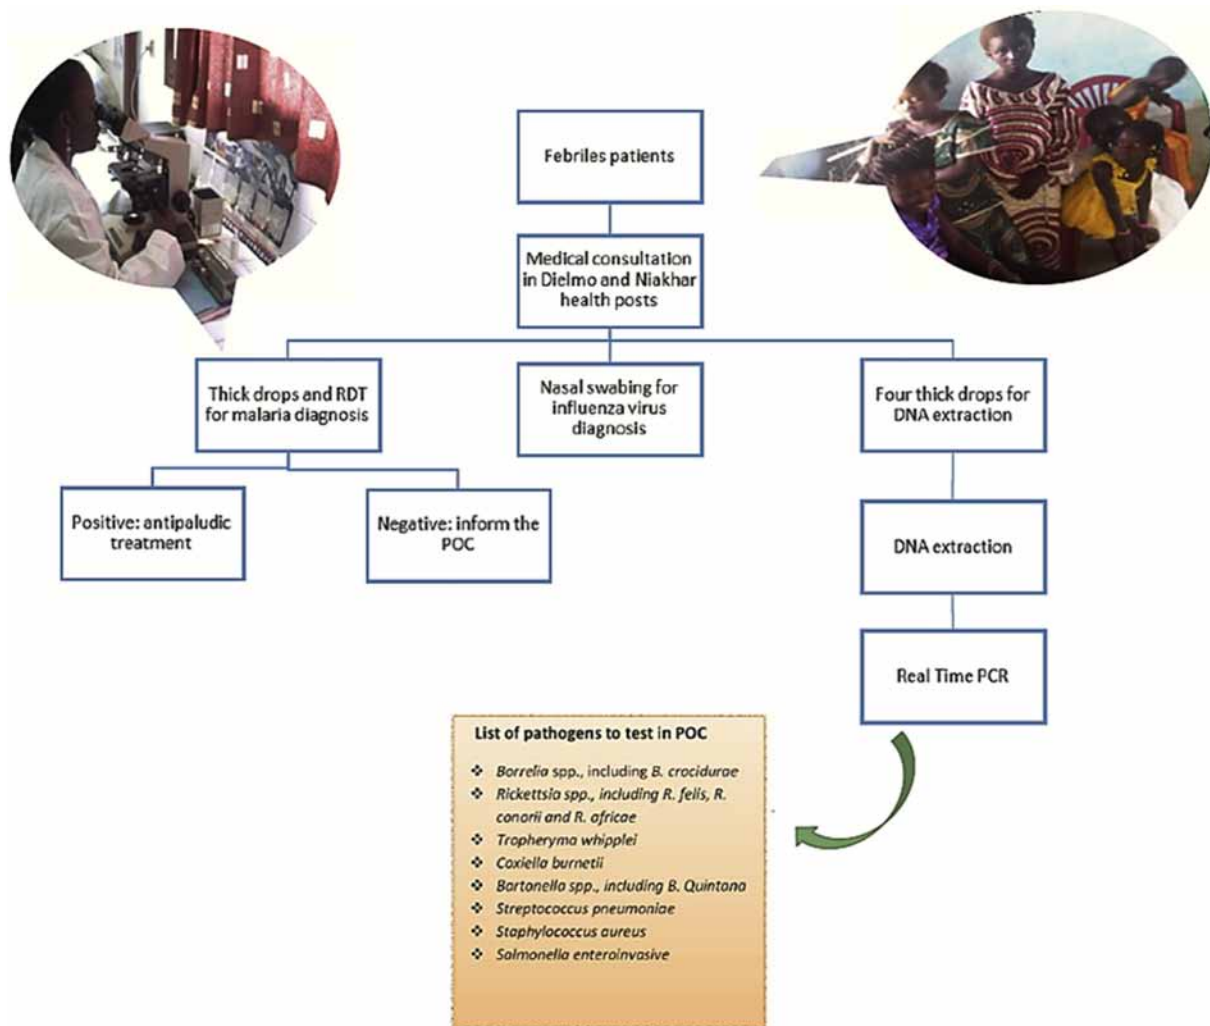 Febriles patients
Medical consultation
in Dielmo and Niakhar
health posts
Thick drops and RDT
for malaria diagnosis
Nasal swabing for
influenza virus
diagnosis
Four thick drops for
DNA extraction
Positive: antipaludic
treatment
Negative: inform the
POC
DNA extraction
Real Time PCR
List of pathogens to test in POC
❖ Borrelia spp., including B. crocidurae
❖ Rickettsia spp., including R. felis, R.
conorii and R. africae
❖ Tropheryma whipplei
❖ Coxiella burnetii
❖ Bartonella spp., including B. Quintana
❖ Streptococcus pneumoniae
❖ Staphylococcus aureus
❖ Salmonella enteroinvasive